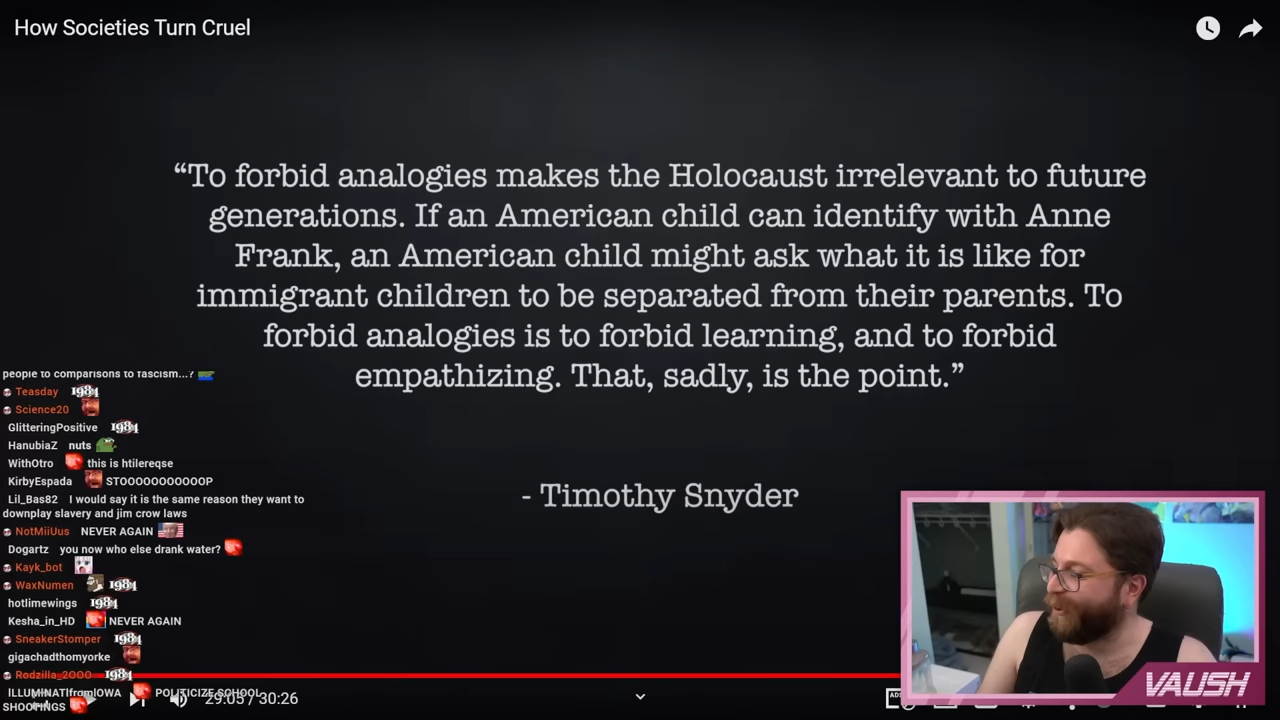 How Societies Turn Cruel
“To forbid analogies makes the Holocaust irrelevant to future
generations. If an American child can identify with Anne
Frank, an American child might ask what it is like for
immigrant children to be separated from their parents. To
forbid analogies is to forbid learning, and to forbid
empathizing. That, sadly, is the point.”
- Timothy Snyder
people to comparisons to fascism...?
Teasday 1984
Science20
GlitteringPositive 1984
HanubiaZ nuts
WithOtro this is htilereqse
KirbyEspada STOOOOOOOOOOP
Lil_Bas82 I would say it is the same reason they want to
downplay slavery and jim crow laws
NotMiiUus NEVER AGAIN
Dogartz you now who else drank water?
Kayk_bot
WaxNumen 1984
hotlimewings 1984
Kesha_in_HD NEVER AGAIN
SneakerStomper 1984
gigachadthomyorke
Rodzilla_2000 1984
ILLUMINATIfromIOWA POLITICIZE SCHOOL
SHOOTINGS
29:05 / 30:26
VAUSH